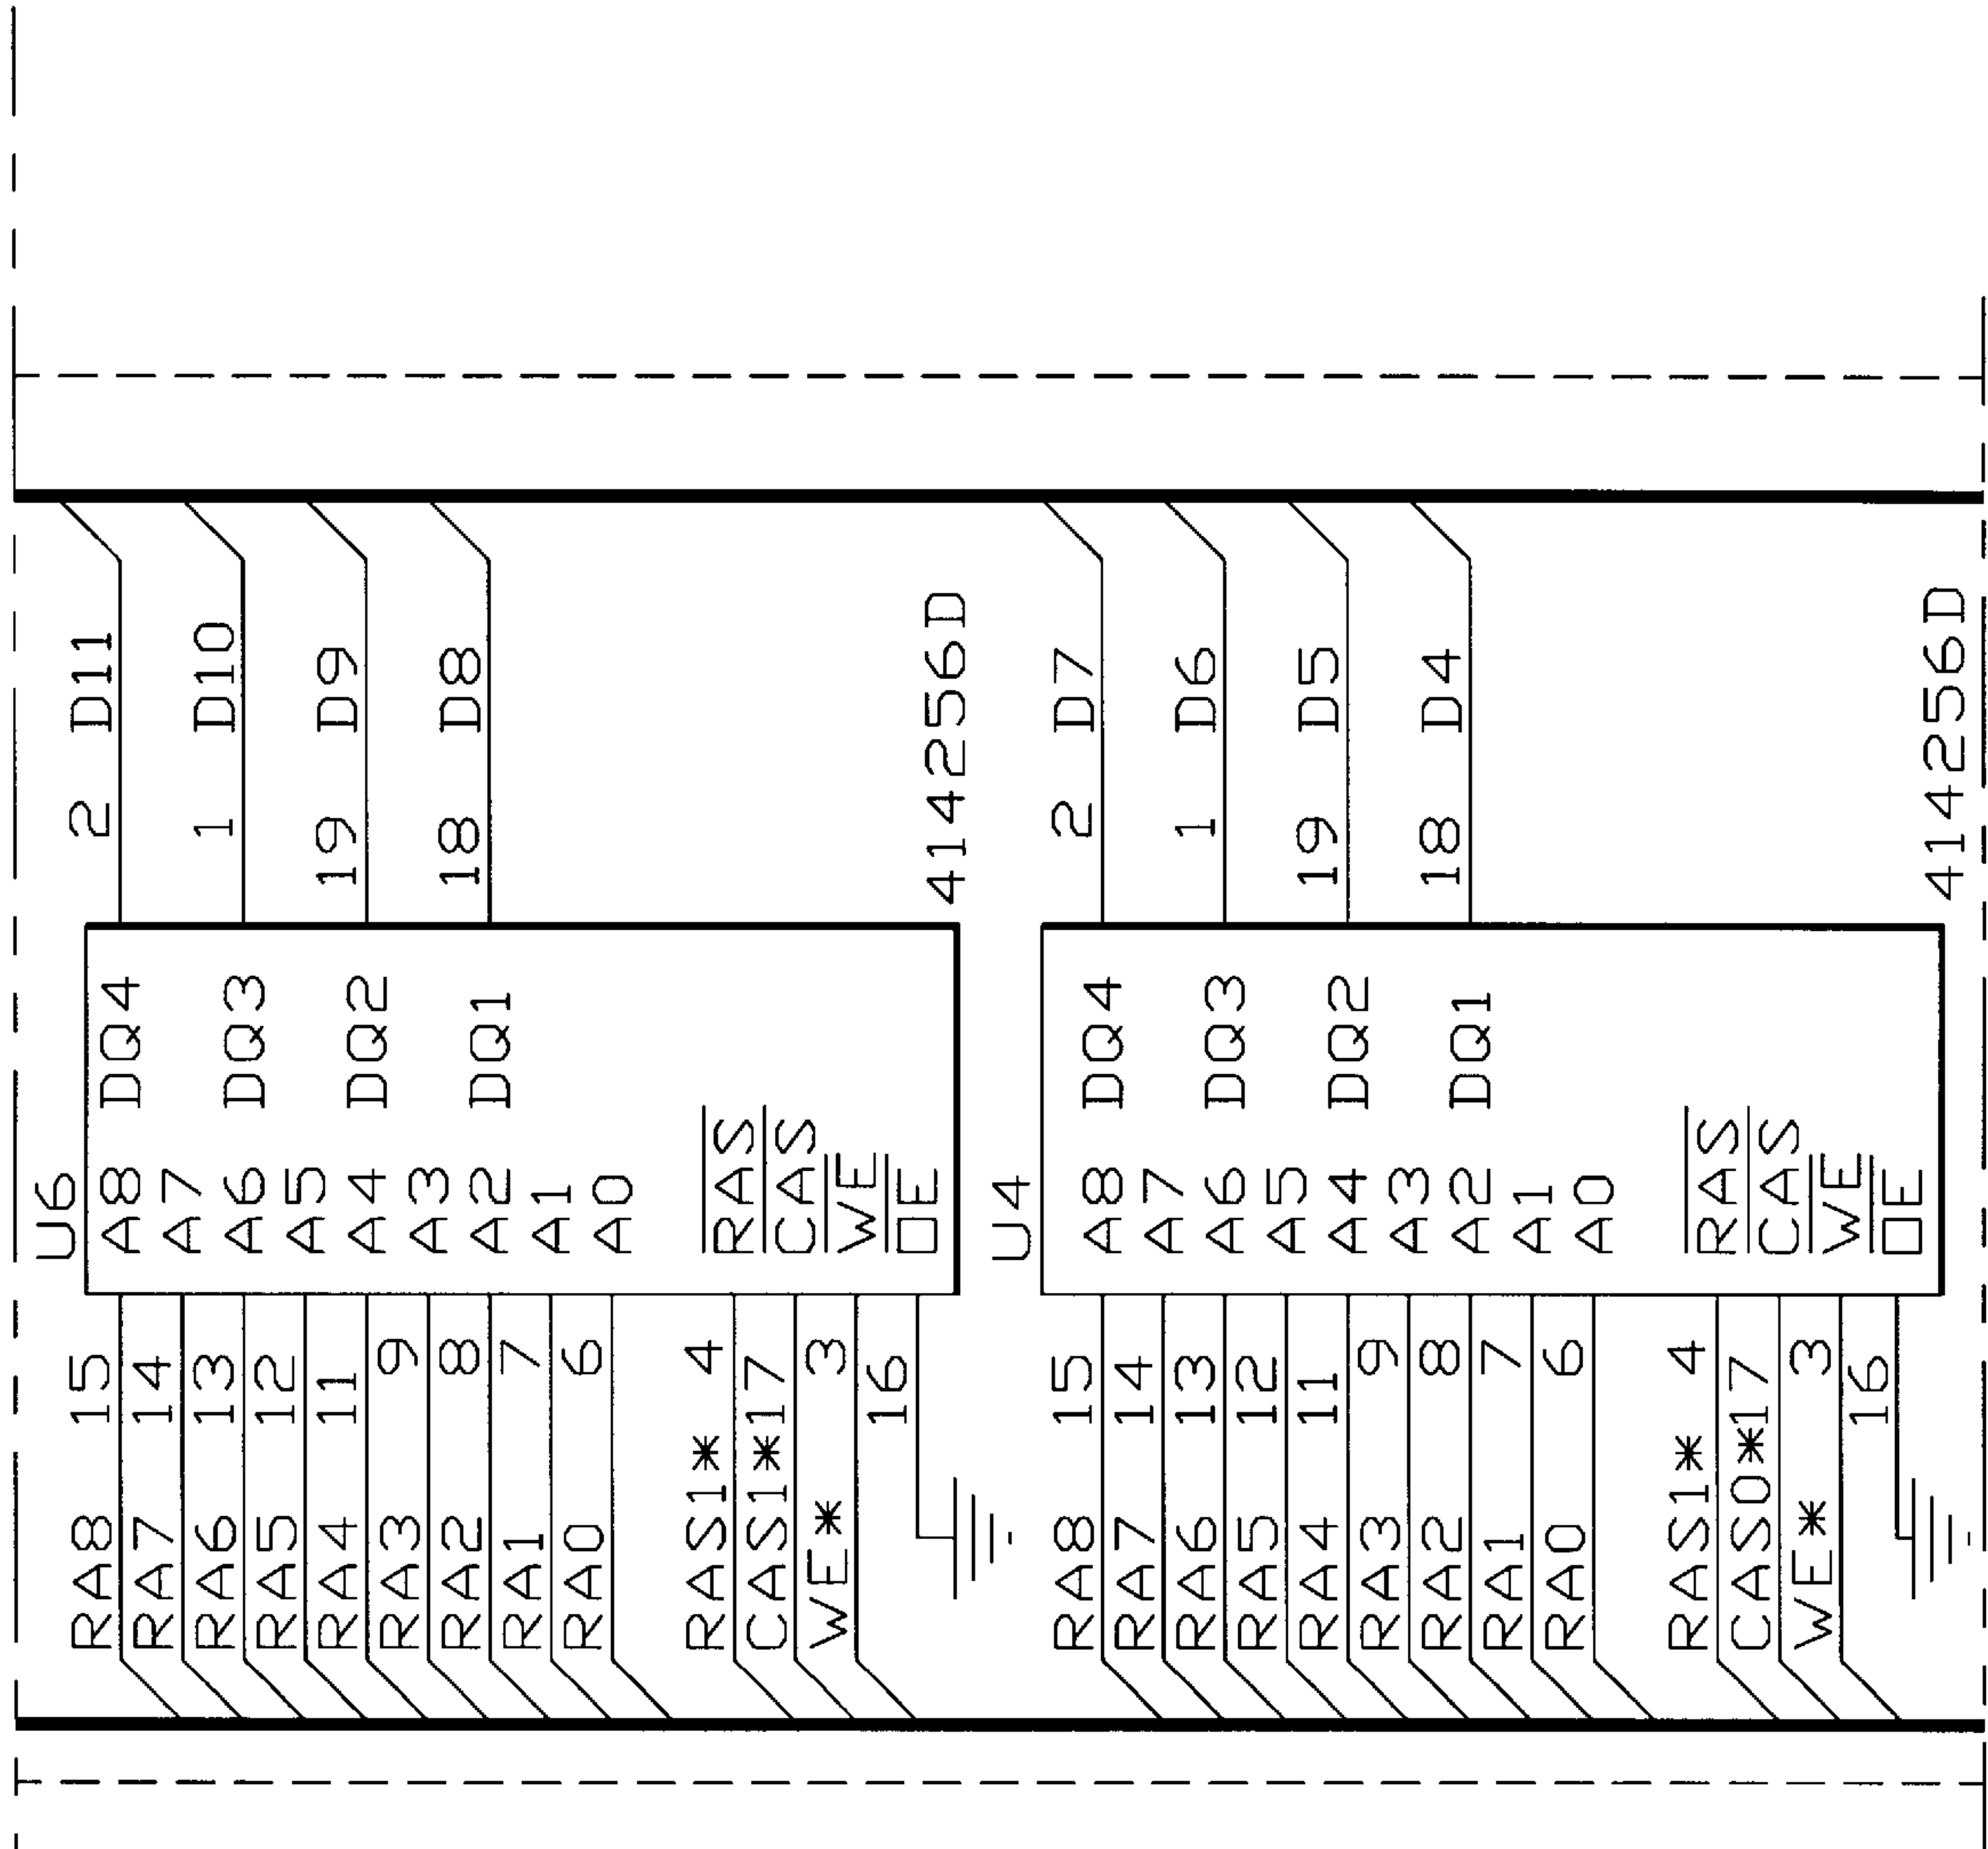 U6
RA8 15 A8 DQ4 2 D11
RA7 14 A7
RA6 13 A6 DQ3 1 D10
RA5 12 A5
RA4 11 A4 DQ2 19 D9
RA3 9 A3
RA2 8 A2 DQ1 18 D8
RA1 7 A1
RA0 6 A0
RAS1* 4 RAS
CAS1* 17 CAS
WE* 3 WE
16 OE
414256D
U4
RA8 15 A8 DQ4 2 D7
RA7 14 A7
RA6 13 A6 DQ3 1 D6
RA5 12 A5
RA4 11 A4 DQ2 19 D5
RA3 9 A3
RA2 8 A2 DQ1 18 D4
RA1 7 A1
RA0 6 A0
RAS1* 4 RAS
CAS0* 17 CAS
WE* 3 WE
16 OE
414256D